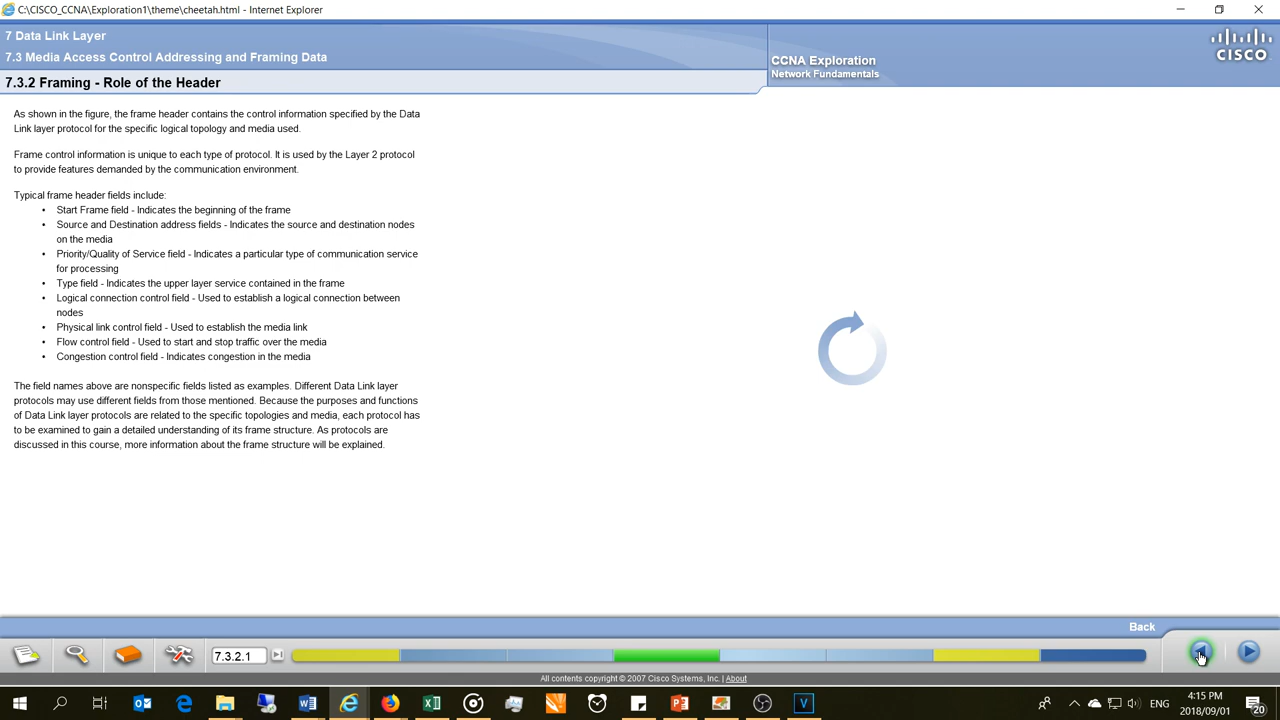 C:\CISCO_CCNA\Exploration1\theme\cheetah.html - Internet Explorer
7 Data Link Layer
7.3 Media Access Control Addressing and Framing Data
7.3.2 Framing - Role of the Header
CCNA Exploration
Network Fundamentals
CISCO
As shown in the figure, the frame header contains the control information specified by the Data
Link layer protocol for the specific logical topology and media used.
Frame control information is unique to each type of protocol. It is used by the Layer 2 protocol
to provide features demanded by the communication environment.
Typical frame header fields include:
• Start Frame field - Indicates the beginning of the frame
• Source and Destination address fields - Indicates the source and destination nodes
on the media
• Priority/Quality of Service field - Indicates a particular type of communication service
for processing
• Type field - Indicates the upper layer service contained in the frame
• Logical connection control field - Used to establish a logical connection between
nodes
• Physical link control field - Used to establish the media link
• Flow control field - Used to start and stop traffic over the media
• Congestion control field - Indicates congestion in the media
The field names above are nonspecific fields listed as examples. Different Data Link layer
protocols may use different fields from those mentioned. Because the purposes and functions
of Data Link layer protocols are related to the specific topologies and media, each protocol has
to be examined to gain a detailed understanding of its frame structure. As protocols are
discussed in this course, more information about the frame structure will be explained.
Back
7.3.2.1
All contents copyright © 2007 Cisco Systems, Inc. | About
ENG
4:15 PM
2018/09/01
20